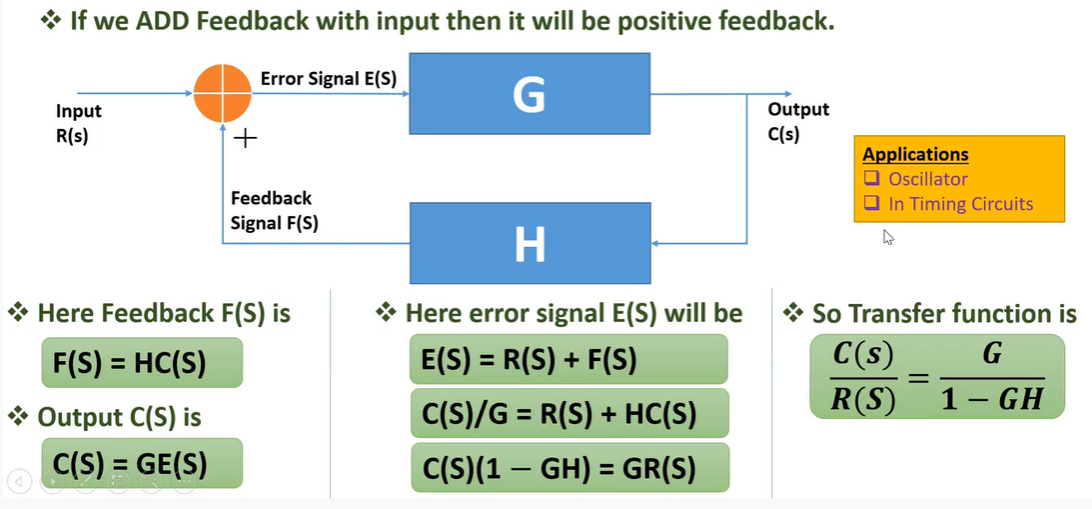 ❖ If we ADD Feedback with input then it will be positive feedback.
Error Signal E(S)
G
Input
R(s)
+
Output
C(s)
Applications
❑ Oscillator
❑ In Timing Circuits
Feedback
Signal F(S)
H
❖ Here Feedback F(S) is
F(S) = HC(S)
❖ Output C(S) is
C(S) = GE(S)
❖ Here error signal E(S) will be
E(S) = R(S) + F(S)
C(S)/G = R(S) + HC(S)
C(S)(1 – GH) = GR(S)
❖ So Transfer function is
C(s)/R(S) = G/1 − GH